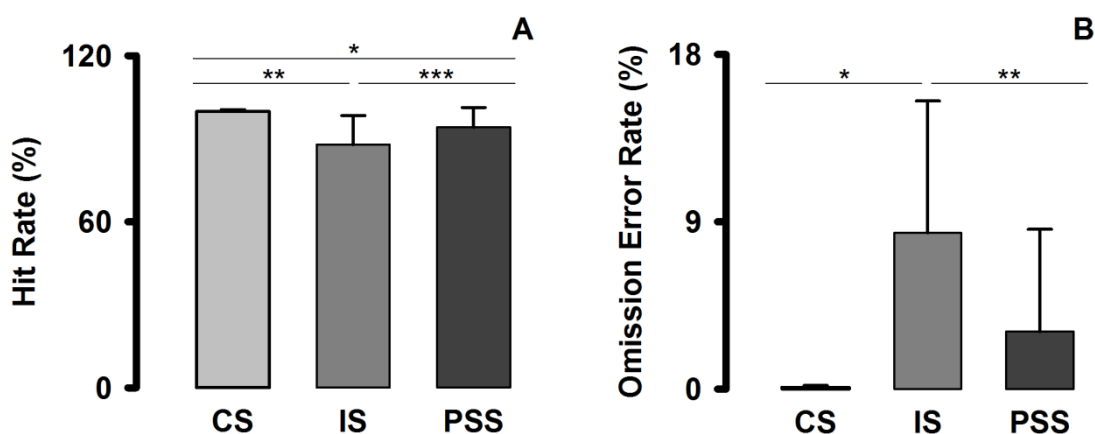 A
120
*
**
***
Hit Rate (%)
60
0
CS
IS
PSS
B
18
*
**
Omission Error Rate (%)
9
0
CS
IS
PSS